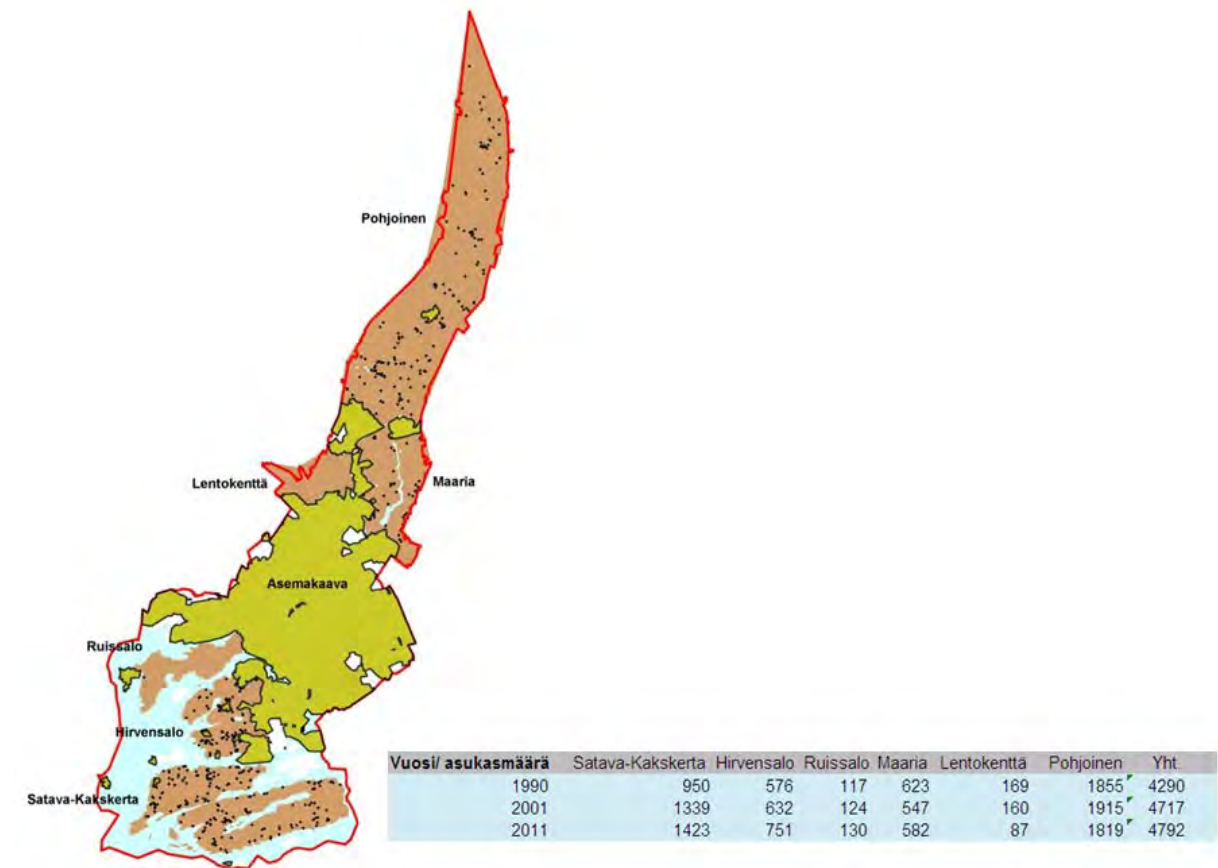 Pohjoinen
Lentokenttä
Maaria
Asemakaava
Ruissalo
Hirvensalo
Satava-Kakskerta
Vuosi/ asukasmäärä Satava-Kakskerta Hirvensalo Ruissalo Maaria Lentokenttä Pohjoinen Yht.
1990 950 576 117 623 169 1855 4290
2001 1339 632 124 547 160 1915 4717
2011 1423 751 130 582 87 1819 4792